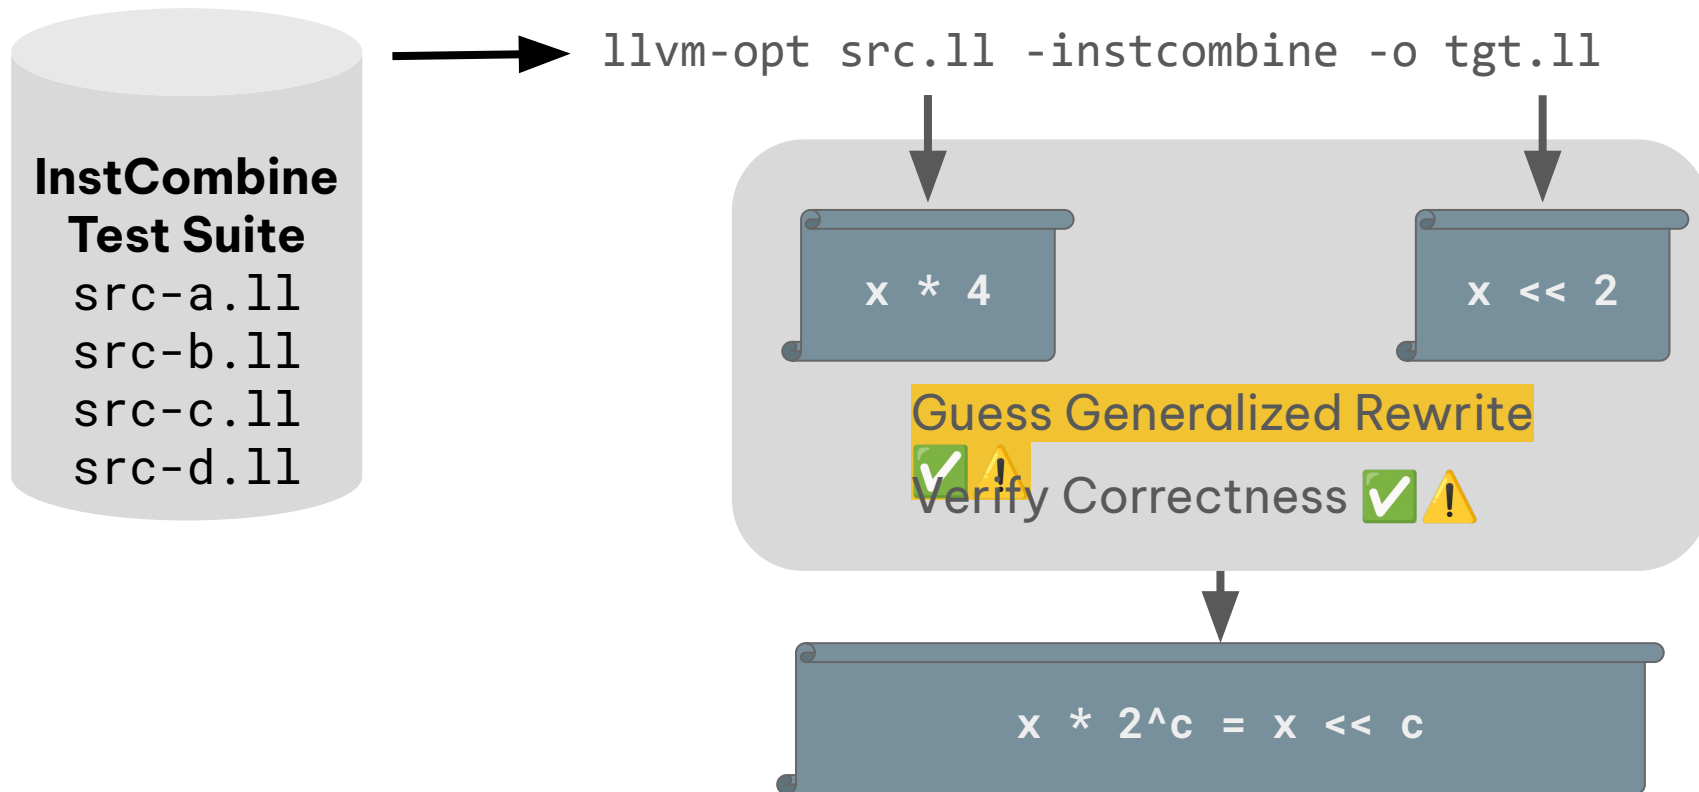 llvm-opt src.ll -instcombine -o tgt.ll
InstCombine
Test Suite
src-a.ll
src-b.ll
src-c.ll
src-d.ll
x * 4
x << 2
Guess Generalized Rewrite
✅⚠️
Verify Correctness ✅⚠️
x * 2^c = x << c